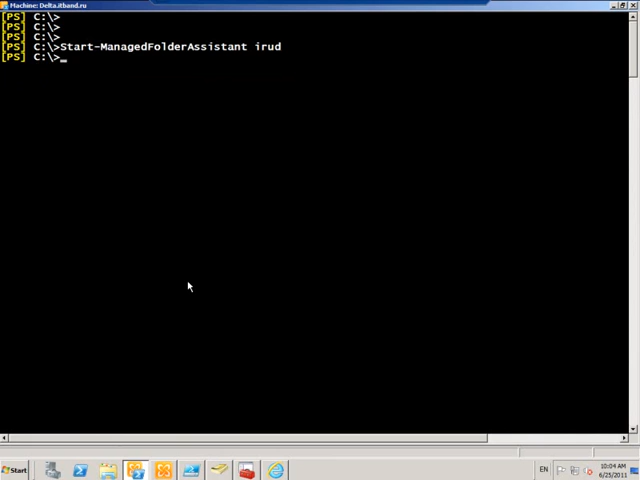 Machine: Delta.itband.ru
[PS] C:\>
[PS] C:\>
[PS] C:\>
[PS] C:\>Start-ManagedFolderAssistant irud
[PS] C:\>_
Start
EN
10:04 AM
6/25/2011